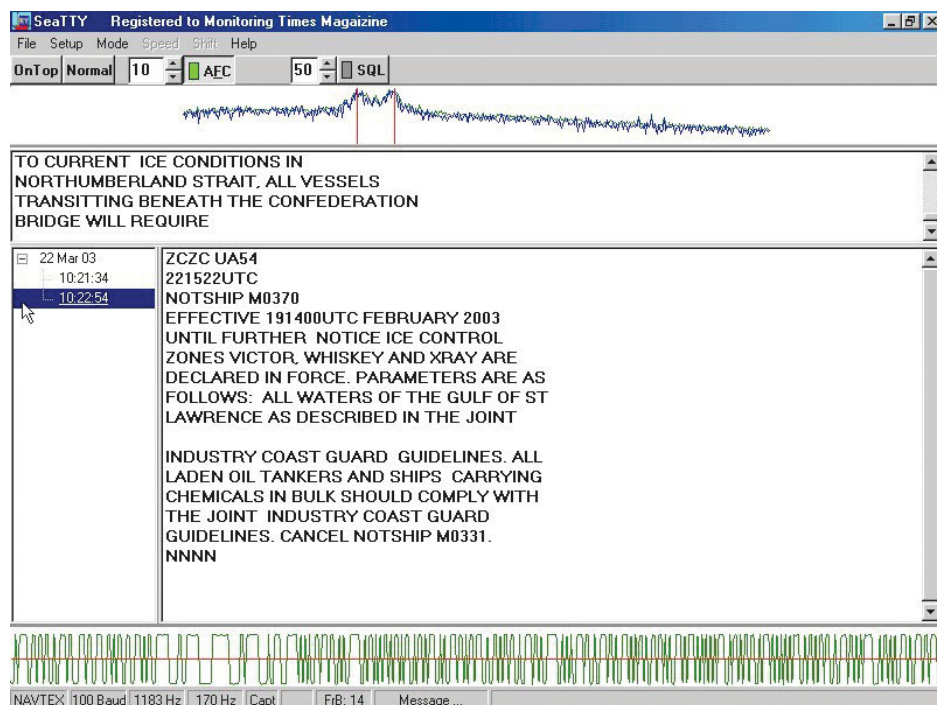 SeaTTY Registered to Monitoring Times Magaizine
File Setup Mode Speed Shift Help
OnTop Normal 10 AFC 50 SQL
TO CURRENT ICE CONDITIONS IN
NORTHUMBERLAND STRAIT, ALL VESSELS
TRANSITTING BENEATH THE CONFEDERATION
BRIDGE WILL REQUIRE
22 Mar 03
10:21:34
10:22:54
ZCZC UA54
221522UTC
NOTSHIP M0370
EFFECTIVE 191400UTC FEBRUARY 2003
UNTIL FURTHER NOTICE ICE CONTROL
ZONES VICTOR, WHISKEY AND XRAY ARE
DECLARED IN FORCE. PARAMETERS ARE AS
FOLLOWS: ALL WATERS OF THE GULF OF ST
LAWRENCE AS DESCRIBED IN THE JOINT
INDUSTRY COAST GUARD GUIDELINES. ALL
LADEN OIL TANKERS AND SHIPS CARRYING
CHEMICALS IN BULK SHOULD COMPLY WITH
THE JOINT INDUSTRY COAST GUARD
GUIDELINES. CANCEL NOTSHIP M0331.
NNNN
NAVTEX 100 Baud 1183 Hz 170 Hz Capt FrB: 14 Message ...